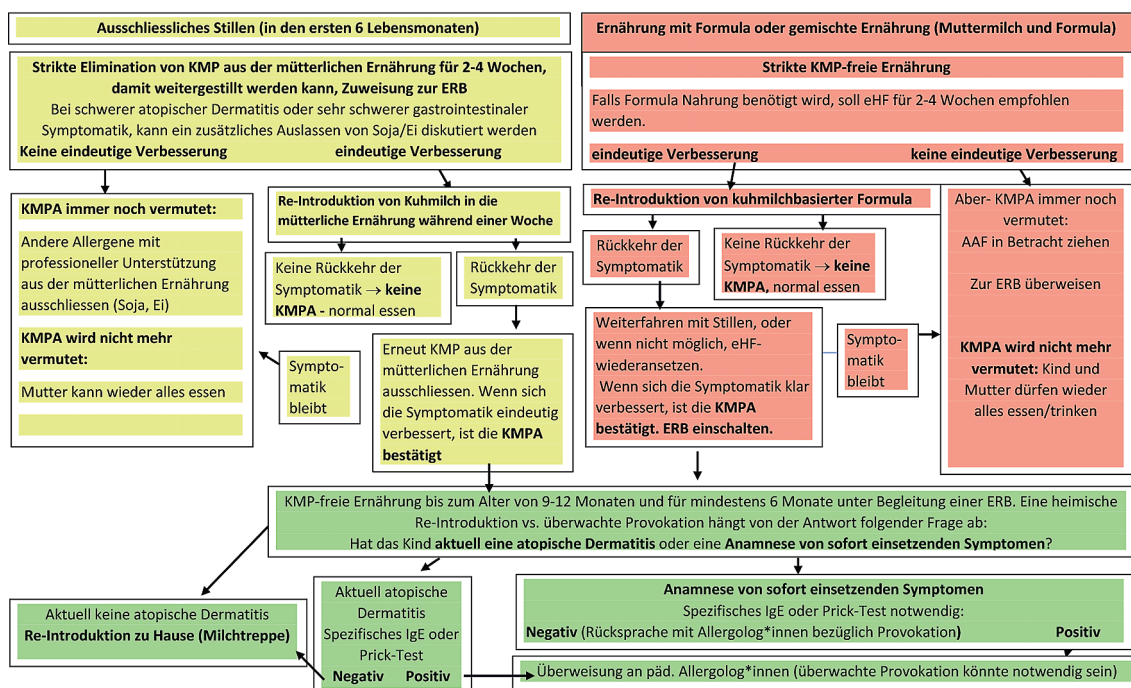 Ausschliessliches Stillen (in den ersten 6 Lebensmonaten)
Strikte Elimination von KMP aus der mütterlichen Ernährung für 2-4 Wochen,
damit weitergestillt werden kann, Zuweisung zur ERB
Bei schwerer atopischer Dermatitis oder sehr schwerer gastrointestinaler
Symptomatik, kann ein zusätzliches Auslassen von Soja/Ei diskutiert werden
Keine eindeutige Verbesserung eindeutige Verbesserung
KMPA immer noch vermutet:
Andere Allergene mit
professioneller Unterstützung
aus der mütterlichen Ernährung
ausschliessen (Soja, Ei)
KMPA wird nicht mehr
vermutet:
Mutter kann wieder alles essen
Re-Introduktion von Kuhmilch in die
mütterliche Ernährung während einer Woche
Keine Rückkehr der
Symptomatik → keine
KMPA - normal essen
Rückkehr der
Symptomatik
Sympto-
matik
bleibt
Erneut KMP aus der
mütterlichen Ernährung
ausschliessen. Wenn sich
die Symptomatik eindeutig
verbessert, ist die KMPA
bestätigt
Ernährung mit Formula oder gemischte Ernährung (Muttermilch und Formula)
Strikte KMP-freie Ernährung
Falls Formula Nahrung benötigt wird, soll eHF für 2-4 Wochen empfohlen
werden.
eindeutige Verbesserung keine eindeutige Verbesserung
Re-Introduktion von kuhmilchbasierter Formula
Rückkehr der
Symptomatik
Keine Rückkehr der
Symptomatik → keine
KMPA, normal essen
Weiterfahren mit Stillen, oder
wenn nicht möglich, eHF-
wiederansetzen.
Wenn sich die Symptomatik klar
verbessert, ist die KMPA
bestätigt. ERB einschalten.
Sympto-
matik
bleibt
Aber- KMPA immer noch
vermutet:
AAF in Betracht ziehen
Zur ERB überweisen
KMPA wird nicht mehr
vermutet: Kind und
Mutter dürfen wieder
alles essen/trinken
KMP-freie Ernährung bis zum Alter von 9-12 Monaten und für mindestens 6 Monate unter Begleitung einer ERB. Eine heimische
Re-Introduktion vs. überwachte Provokation hängt von der Antwort folgender Frage ab:
Hat das Kind aktuell eine atopische Dermatitis oder eine Anamnese von sofort einsetzenden Symptomen?
Aktuell keine atopische Dermatitis
Re-Introduktion zu Hause (Milchtreppe)
Aktuell atopische
Dermatitis
Spezifisches IgE oder
Prick-Test
Negativ Positiv
Anamnese von sofort einsetzenden Symptomen
Spezifisches IgE oder Prick-Test notwendig:
Negativ (Rücksprache mit Allergolog*innen bezüglich Provokation) Positiv
Überweisung an päd. Allergolog*innen (überwachte Provokation könnte notwendig sein)